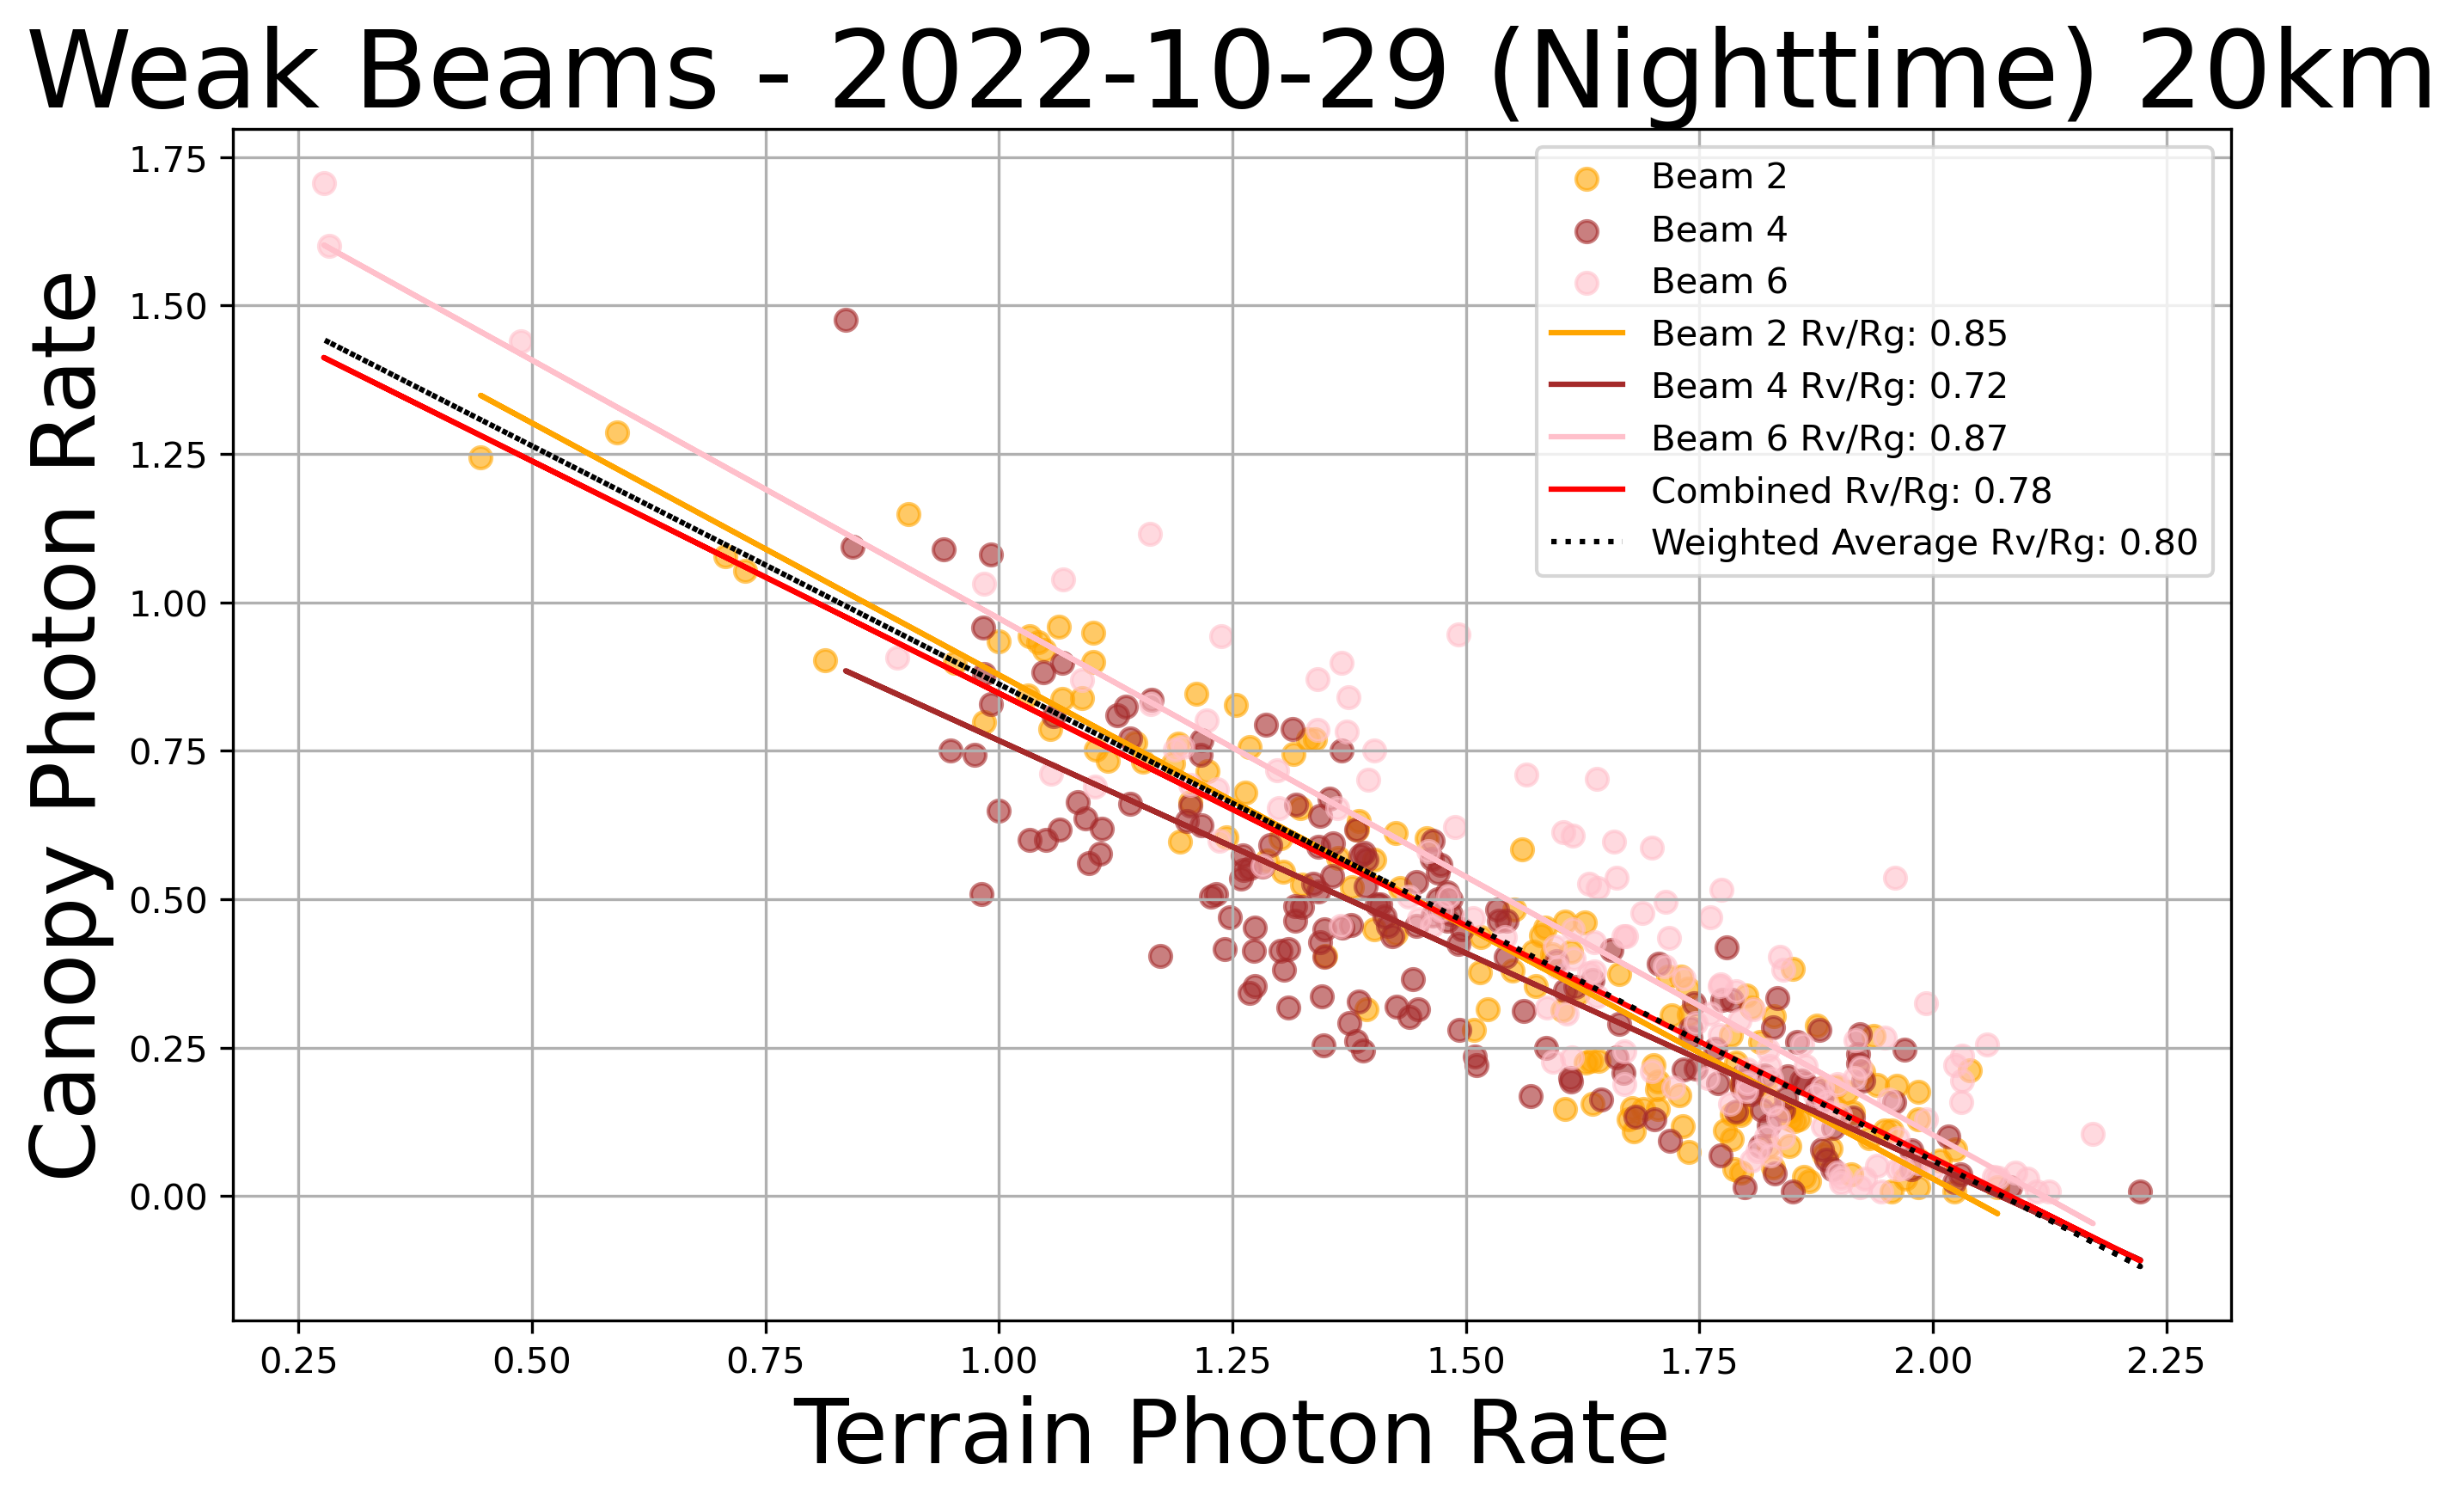 Weak Beams - 2022-10-29 (Nighttime) 20km
Canopy Photon Rate
1.75
1.50
1.25
1.00
0.75
0.50
0.25
0.00
Beam 2
Beam 4
Beam 6
Beam 2 Rv/Rg: 0.85
Beam 4 Rv/Rg: 0.72
Beam 6 Rv/Rg: 0.87
Combined Rv/Rg: 0.78
Weighted Average Rv/Rg: 0.80
0.25 0.50 0.75 1.00 1.25 1.50 1.75 2.00 2.25
Terrain Photon Rate